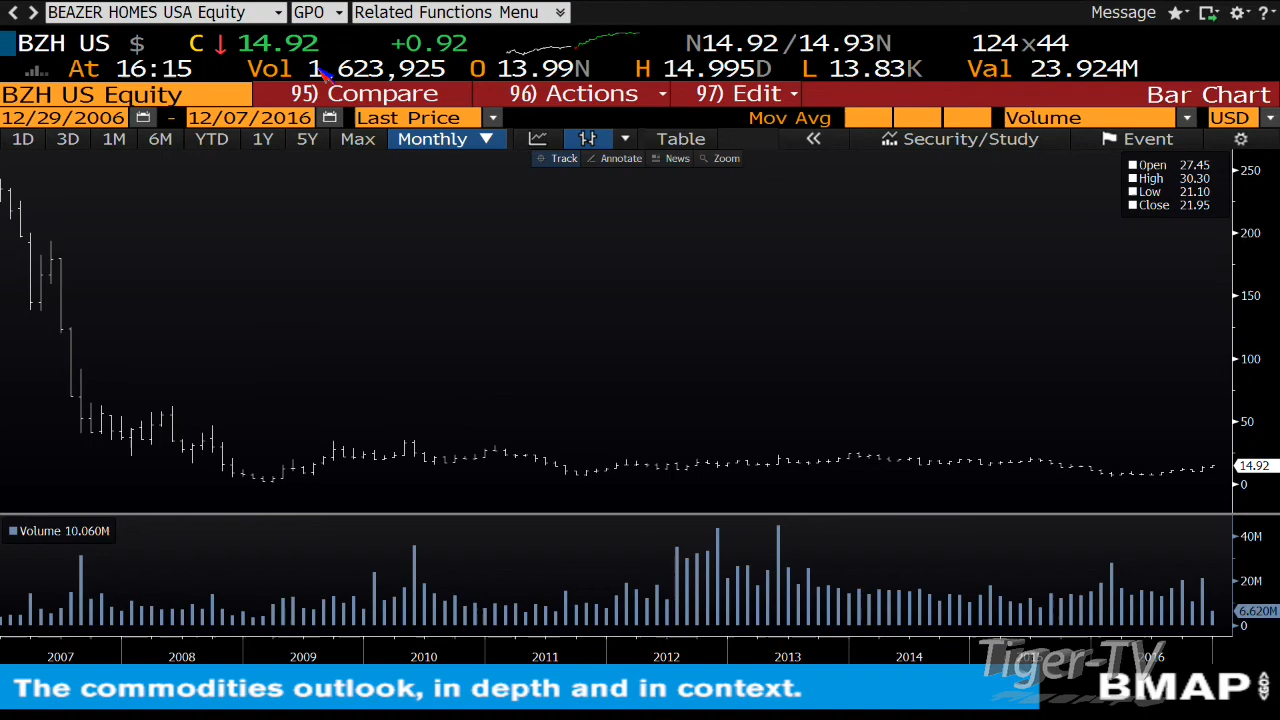 BEAZER HOMES USA Equity GPO Related Functions Menu Message ?
BZH US $ C ↓ 14.92 +0.92 N14.92 /14.93N 124x44
At 16:15 Vol 1,623,925 O 13.99N H 14.995D L 13.83K Val 23.924M
BZH US Equity 95) Compare 96) Actions 97) Edit Bar Chart
12/29/2006 - 12/07/2016 Last Price Mov Avg Volume USD
1D 3D 1M 6M YTD 1Y 5Y Max Monthly ▼ Table « Security/Study Event
Track Annotate News Zoom
Open 27.45
High 30.30
Low 21.10
Close 21.95
250
200
150
100
50
14.92
0
Volume 10.060M
40M
20M
6.620M
0
2007 2008 2009 2010 2011 2012 2013 2014 2015 2016
Tiger-TV
The commodities outlook, in depth and in context.
BMAP <GO>